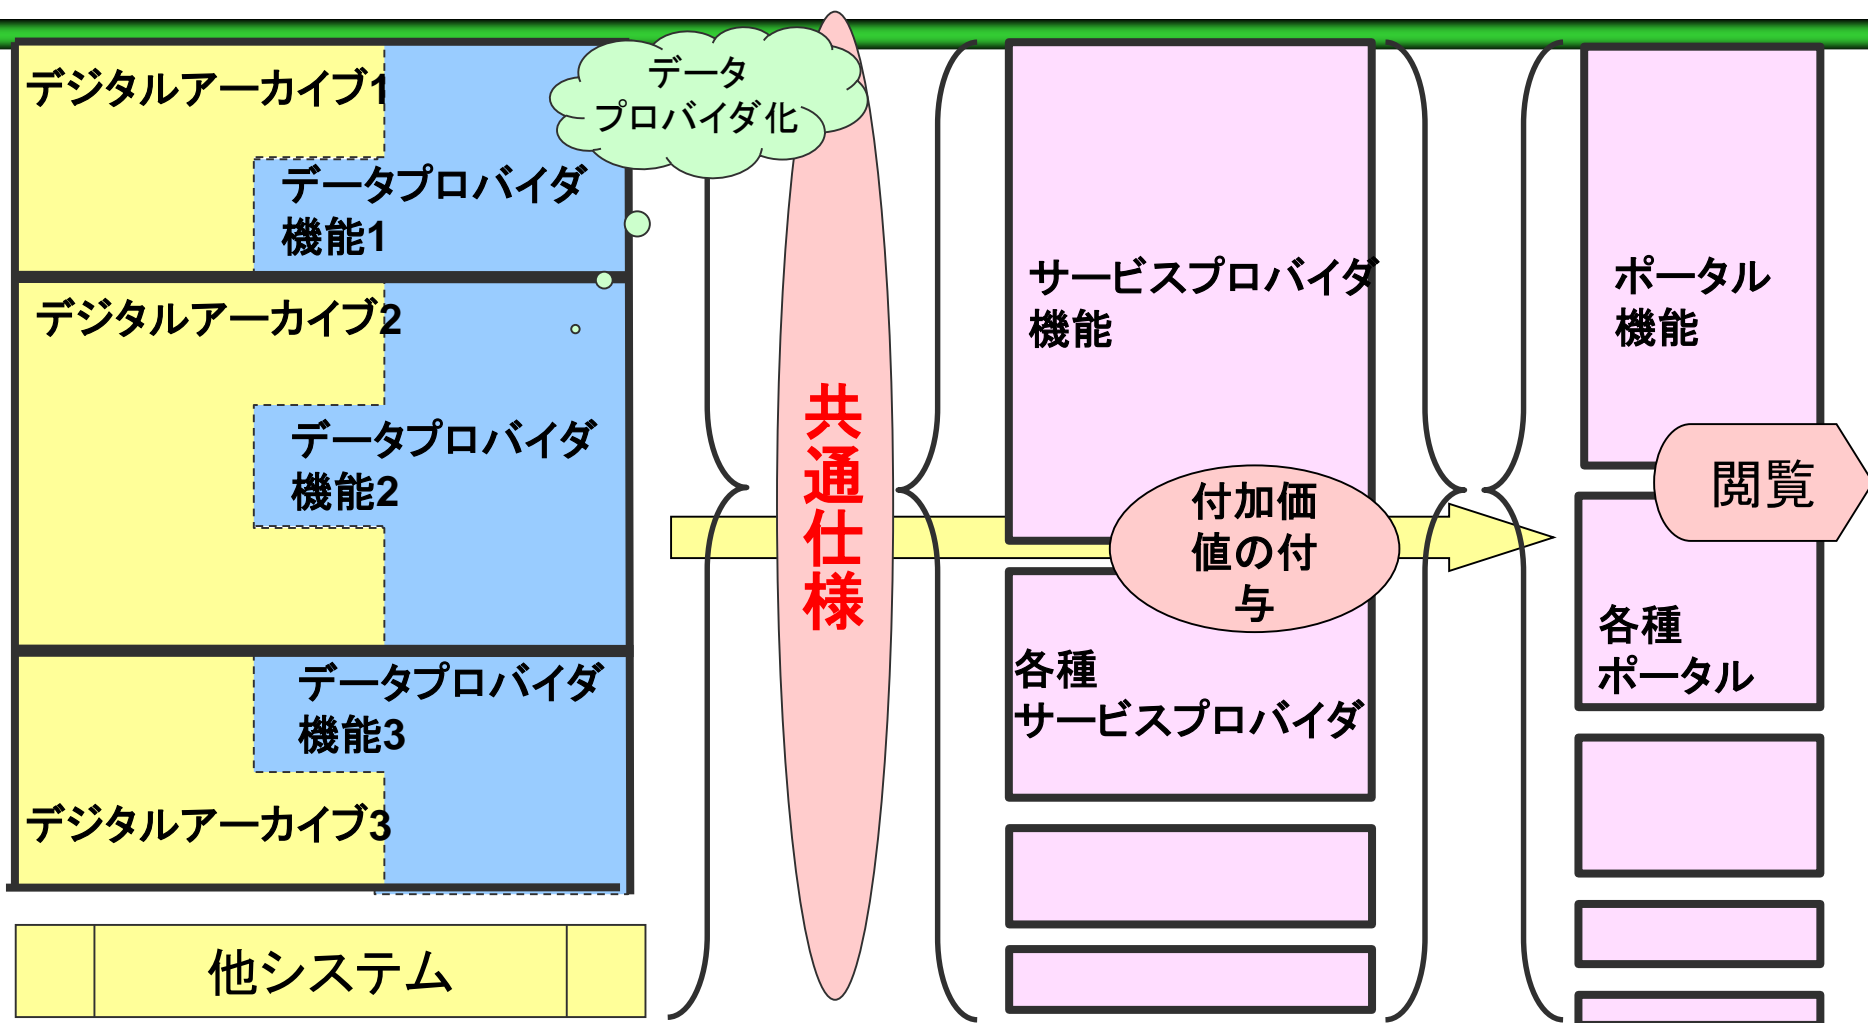 デジタルアーカイブ1
データプロバイダ
機能1
デジタルアーカイブ2
データプロバイダ
機能2
データプロバイダ
機能3
デジタルアーカイブ3
他システム
データ
プロバイダ化
共通仕様
サービスプロバイダ
機能
付加価
値の付
与
各種
サービスプロバイダ
ポータル
機能
閲覧
各種
ポータル